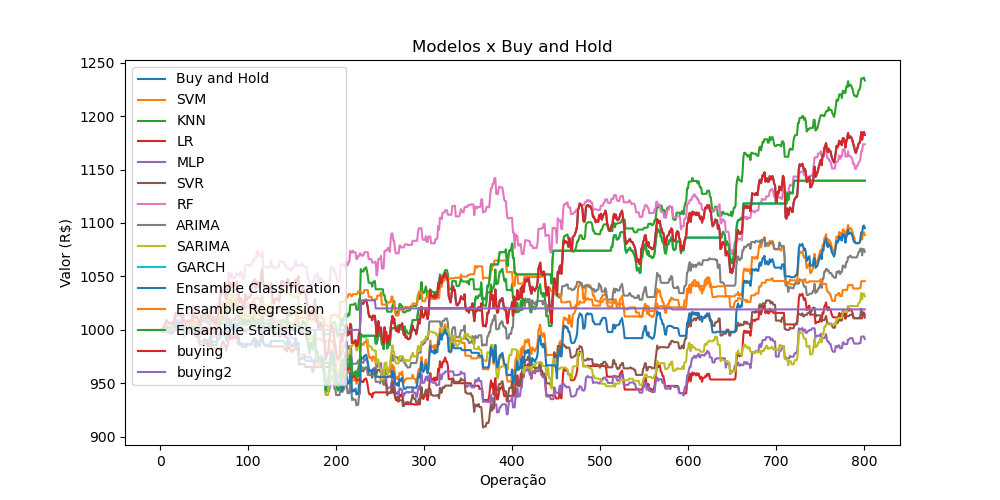 Modelos x Buy and Hold
Valor (R$)
1250
1200
1150
1100
1050
1000
950
900
Buy and Hold
SVM
KNN
LR
MLP
SVR
RF
ARIMA
SARIMA
GARCH
Ensamble Classification
Ensamble Regression
Ensamble Statistics
buying
buying2
0
100
200
300
400
500
600
700
800
Operação